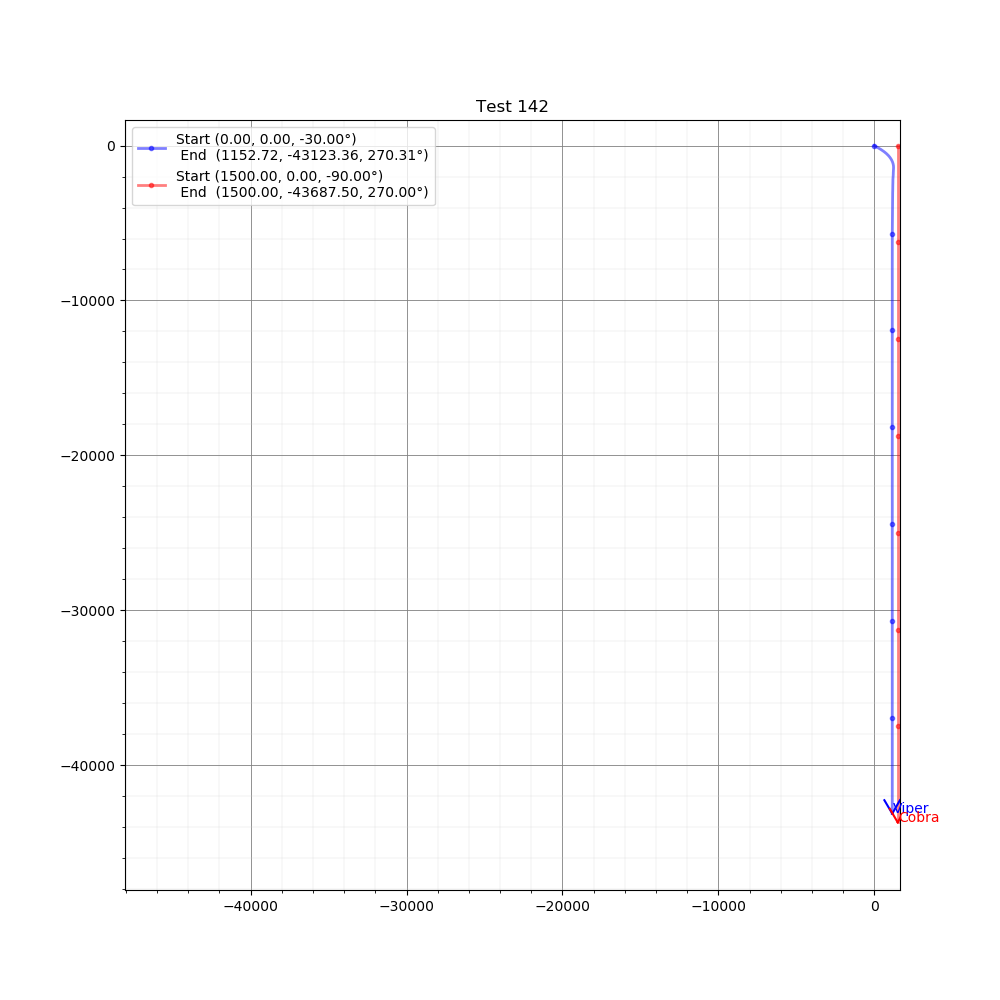 Test 142
Start (0.00, 0.00, -30.00°)
End  (1152.72, -43123.36, 270.31°)
Start (1500.00, 0.00, -90.00°)
End  (1500.00, -43687.50, 270.00°)
0
−10000
−20000
−30000
−40000
Viper
Cobra
−40000
−30000
−20000
−10000
0